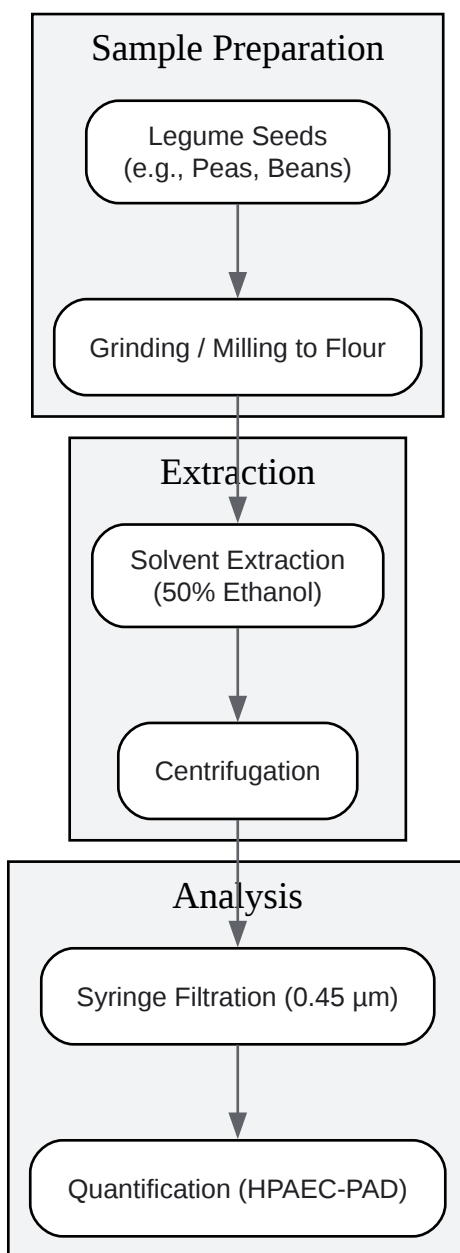 Sample Preparation
Legume Seeds
(e.g., Peas, Beans)
Grinding / Milling to Flour
Extraction
Solvent Extraction
(50% Ethanol)
Centrifugation
Analysis
Syringe Filtration (0.45 µm)
Quantification (HPAEC-PAD)